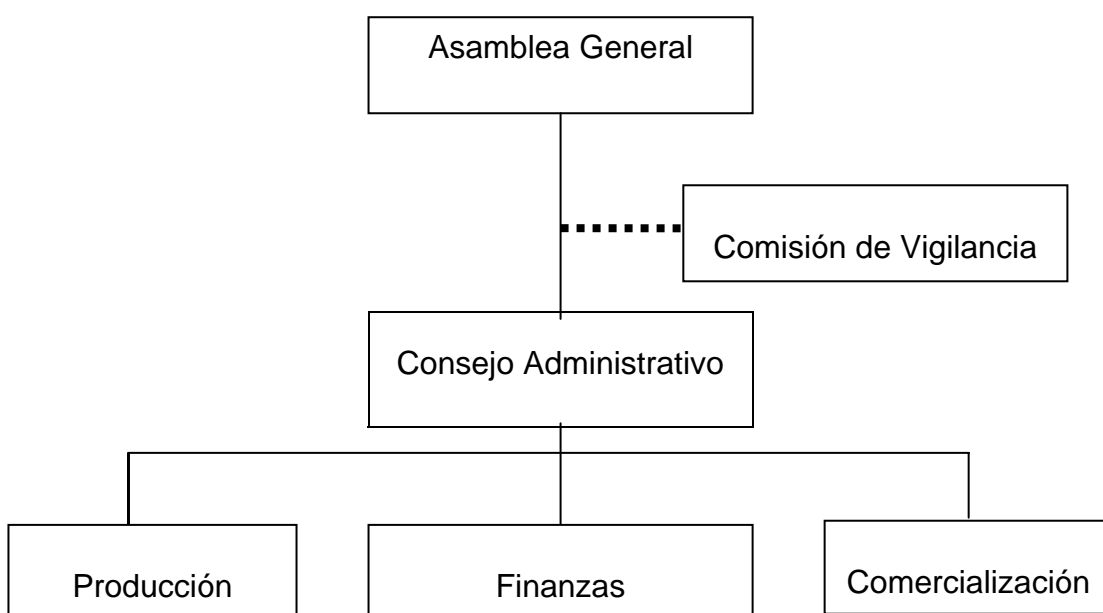 Asamblea General
Comisión de Vigilancia
Consejo Administrativo
Producción
Finanzas
Comercialización